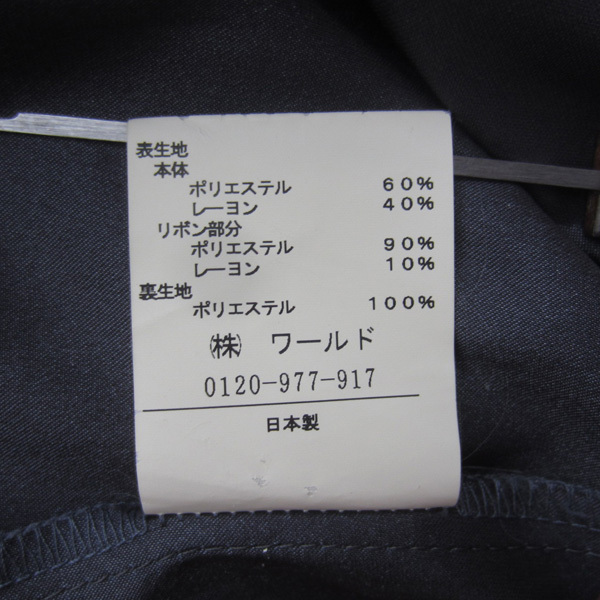 表生地
本体
ポリエステル 60%
レーヨン 40%
リボン部分
ポリエステル 90%
レーヨン 10%
裏生地
ポリエステル 100%
㈱ ワールド
0120-977-917
日本製